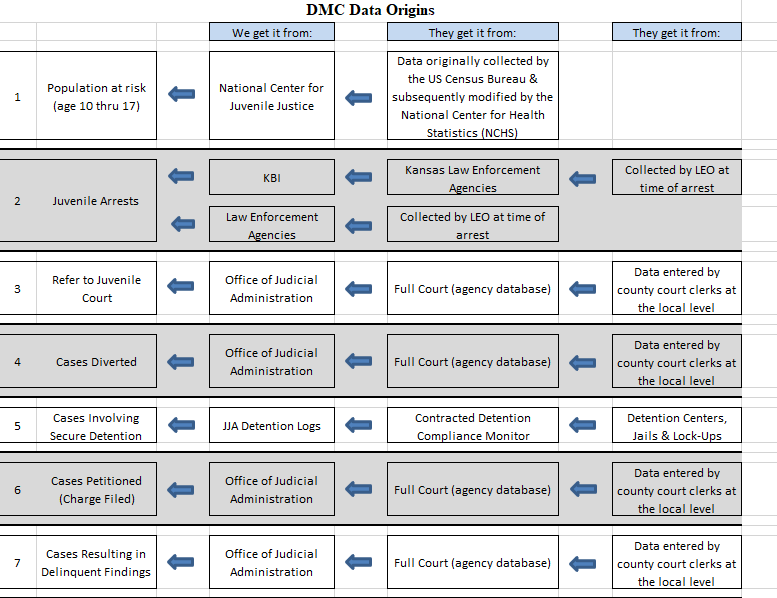 DMC Data Origins
We get it from:
They get it from:
They get it from:
1
Population at risk
(age 10 thru 17)
National Center for
Juvenile Justice
Data originally collected by
the US Census Bureau &
subsequently modified by the
National Center for Health
Statistics (NCHS)
2
Juvenile Arrests
KBI
Kansas Law Enforcement
Agencies
Collected by LEO at
time of arrest
Law Enforcement
Agencies
Collected by LEO at time of
arrest
3
Refer to Juvenile
Court
Office of Judicial
Administration
Full Court (agency database)
Data entered by
county court clerks at
the local level
4
Cases Diverted
Office of Judicial
Administration
Full Court (agency database)
Data entered by
county court clerks at
the local level
5
Cases Involving
Secure Detention
JJA Detention Logs
Contracted Detention
Compliance Monitor
Detention Centers,
Jails & Lock-Ups
6
Cases Petitioned
(Charge Filed)
Office of Judicial
Administration
Full Court (agency database)
Data entered by
county court clerks at
the local level
7
Cases Resulting in
Delinquent Findings
Office of Judicial
Administration
Full Court (agency database)
Data entered by
county court clerks at
the local level